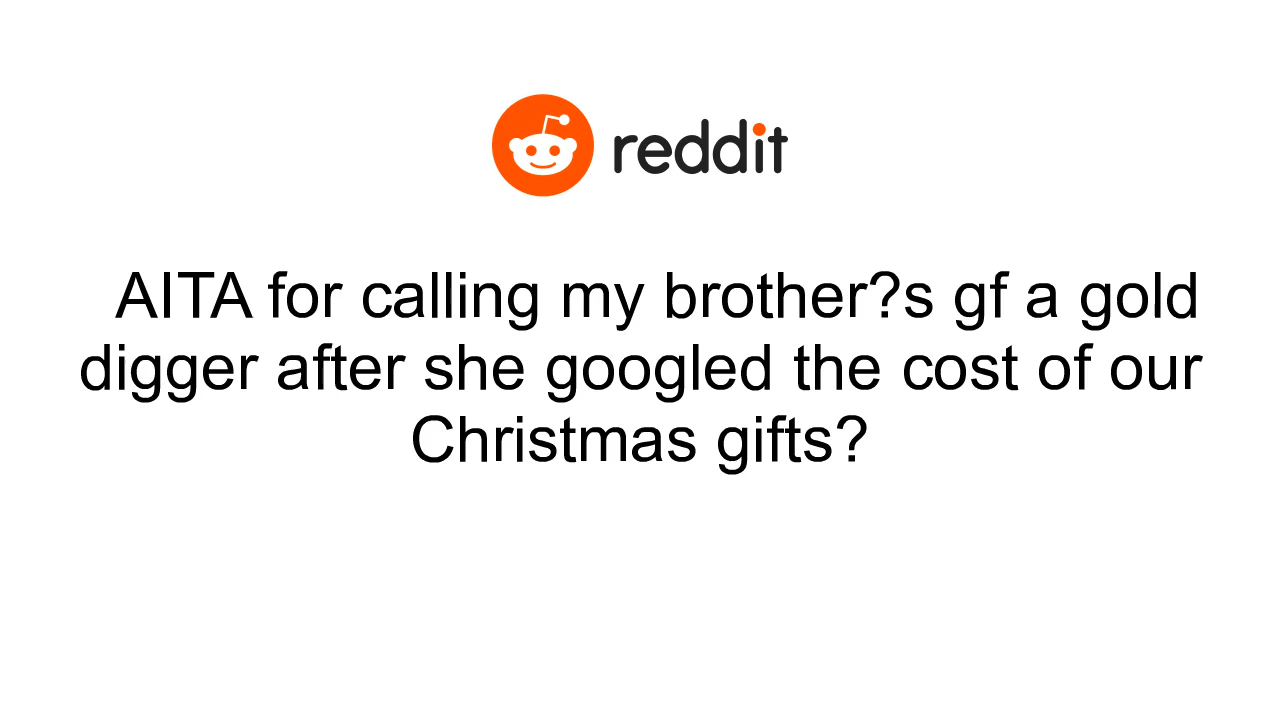 reddit
AITA for calling my brother?s gf a gold
digger after she googled the cost of our
Christmas gifts?